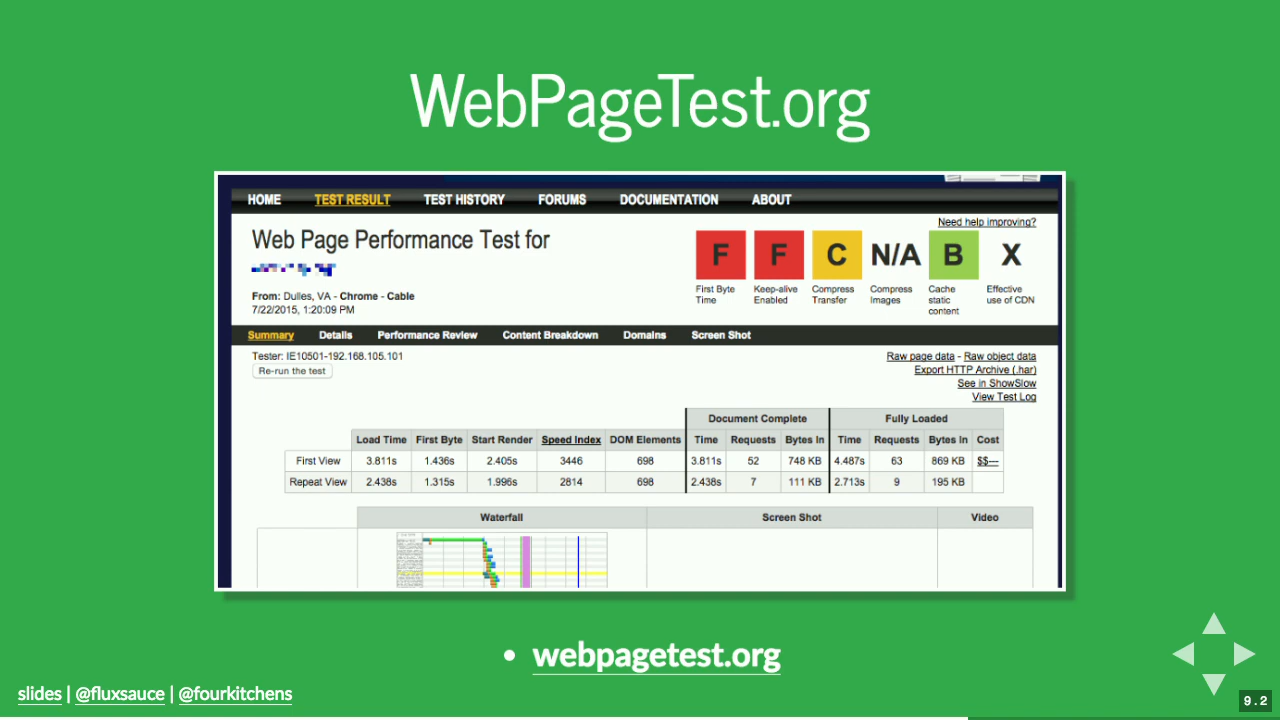 WebPageTest.org
HOME TEST RESULT TEST HISTORY FORUMS DOCUMENTATION ABOUT
Need help improving?
Web Page Performance Test for
F F C N/A B X
First Byte Time Keep-alive Enabled Compress Transfer Compress Images Cache static content Effective use of CDN
From: Dulles, VA - Chrome - Cable
7/22/2015, 1:20:09 PM
Summary Details Performance Review Content Breakdown Domains Screen Shot
Tester: IE10501-192.168.105.101
Re-run the test
Raw page data - Raw object data
Export HTTP Archive (.har)
See in ShowSlow
View Test Log
Document Complete Fully Loaded
Load Time First Byte Start Render Speed Index DOM Elements Time Requests Bytes In Time Requests Bytes In Cost
First View 3.811s 1.436s 2.405s 3446 698 3.811s 52 748 KB 4.487s 63 869 KB $$---
Repeat View 2.438s 1.315s 1.996s 2814 698 2.438s 7 111 KB 2.713s 9 195 KB
Waterfall Screen Shot Video
• webpagetest.org
slides | @fluxsauce | @fourkitchens
9.2